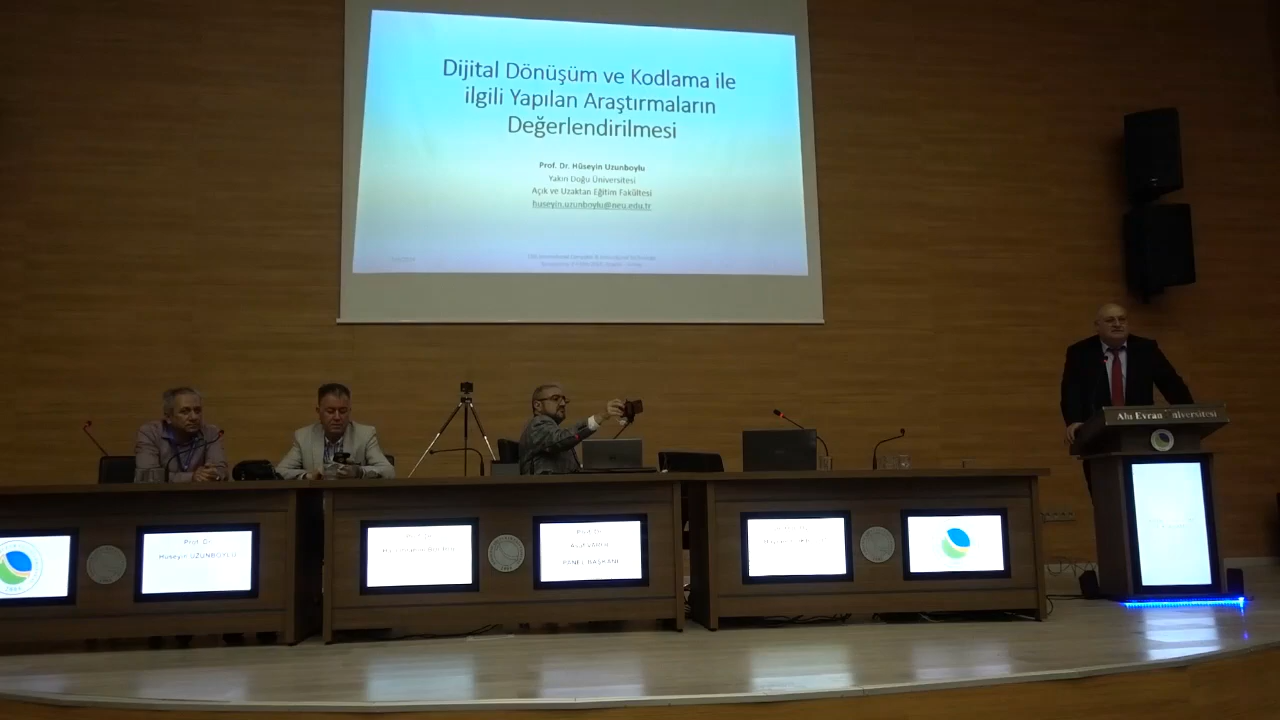 Dijital Dönüşüm ve Kodlama ile
ilgili Yapılan Araştırmaların
Değerlendirilmesi
Prof. Dr. Hüseyin Uzunboylu
Yakın Doğu Üniversitesi
Açık ve Uzaktan Eğitim Fakültesi
huseyin.uzunboylu@neu.edu.tr
Ahi Evran Üniversitesi
Prof. Dr.
Hüseyin UZUNBOYLU
Prof. Dr.
PANEL BAŞKANI